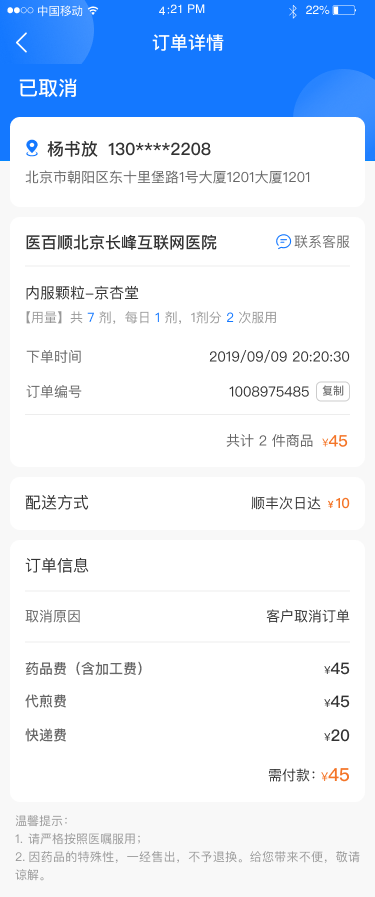 中国移动 4:21 PM 22%
订单详情
已取消
杨书放 130****2208
北京市朝阳区东十里堡路1号大厦1201大厦1201
医百顺北京长峰互联网医院 联系客服
内服颗粒-京杏堂
【用量】共 7 剂，每日 1 剂，1剂分 2 次服用
下单时间 2019/09/09 20:20:30
订单编号 1008975485 复制
共计 2 件商品 ¥45
配送方式 顺丰次日达 ¥10
订单信息
取消原因 客户取消订单
药品费（含加工费） ¥45
代煎费 ¥45
快递费 ¥20
需付款：¥45
温馨提示：
1. 请严格按照医嘱服用；
2. 因药品的特殊性，一经售出，不予退换。给您带来不便，敬请
谅解。